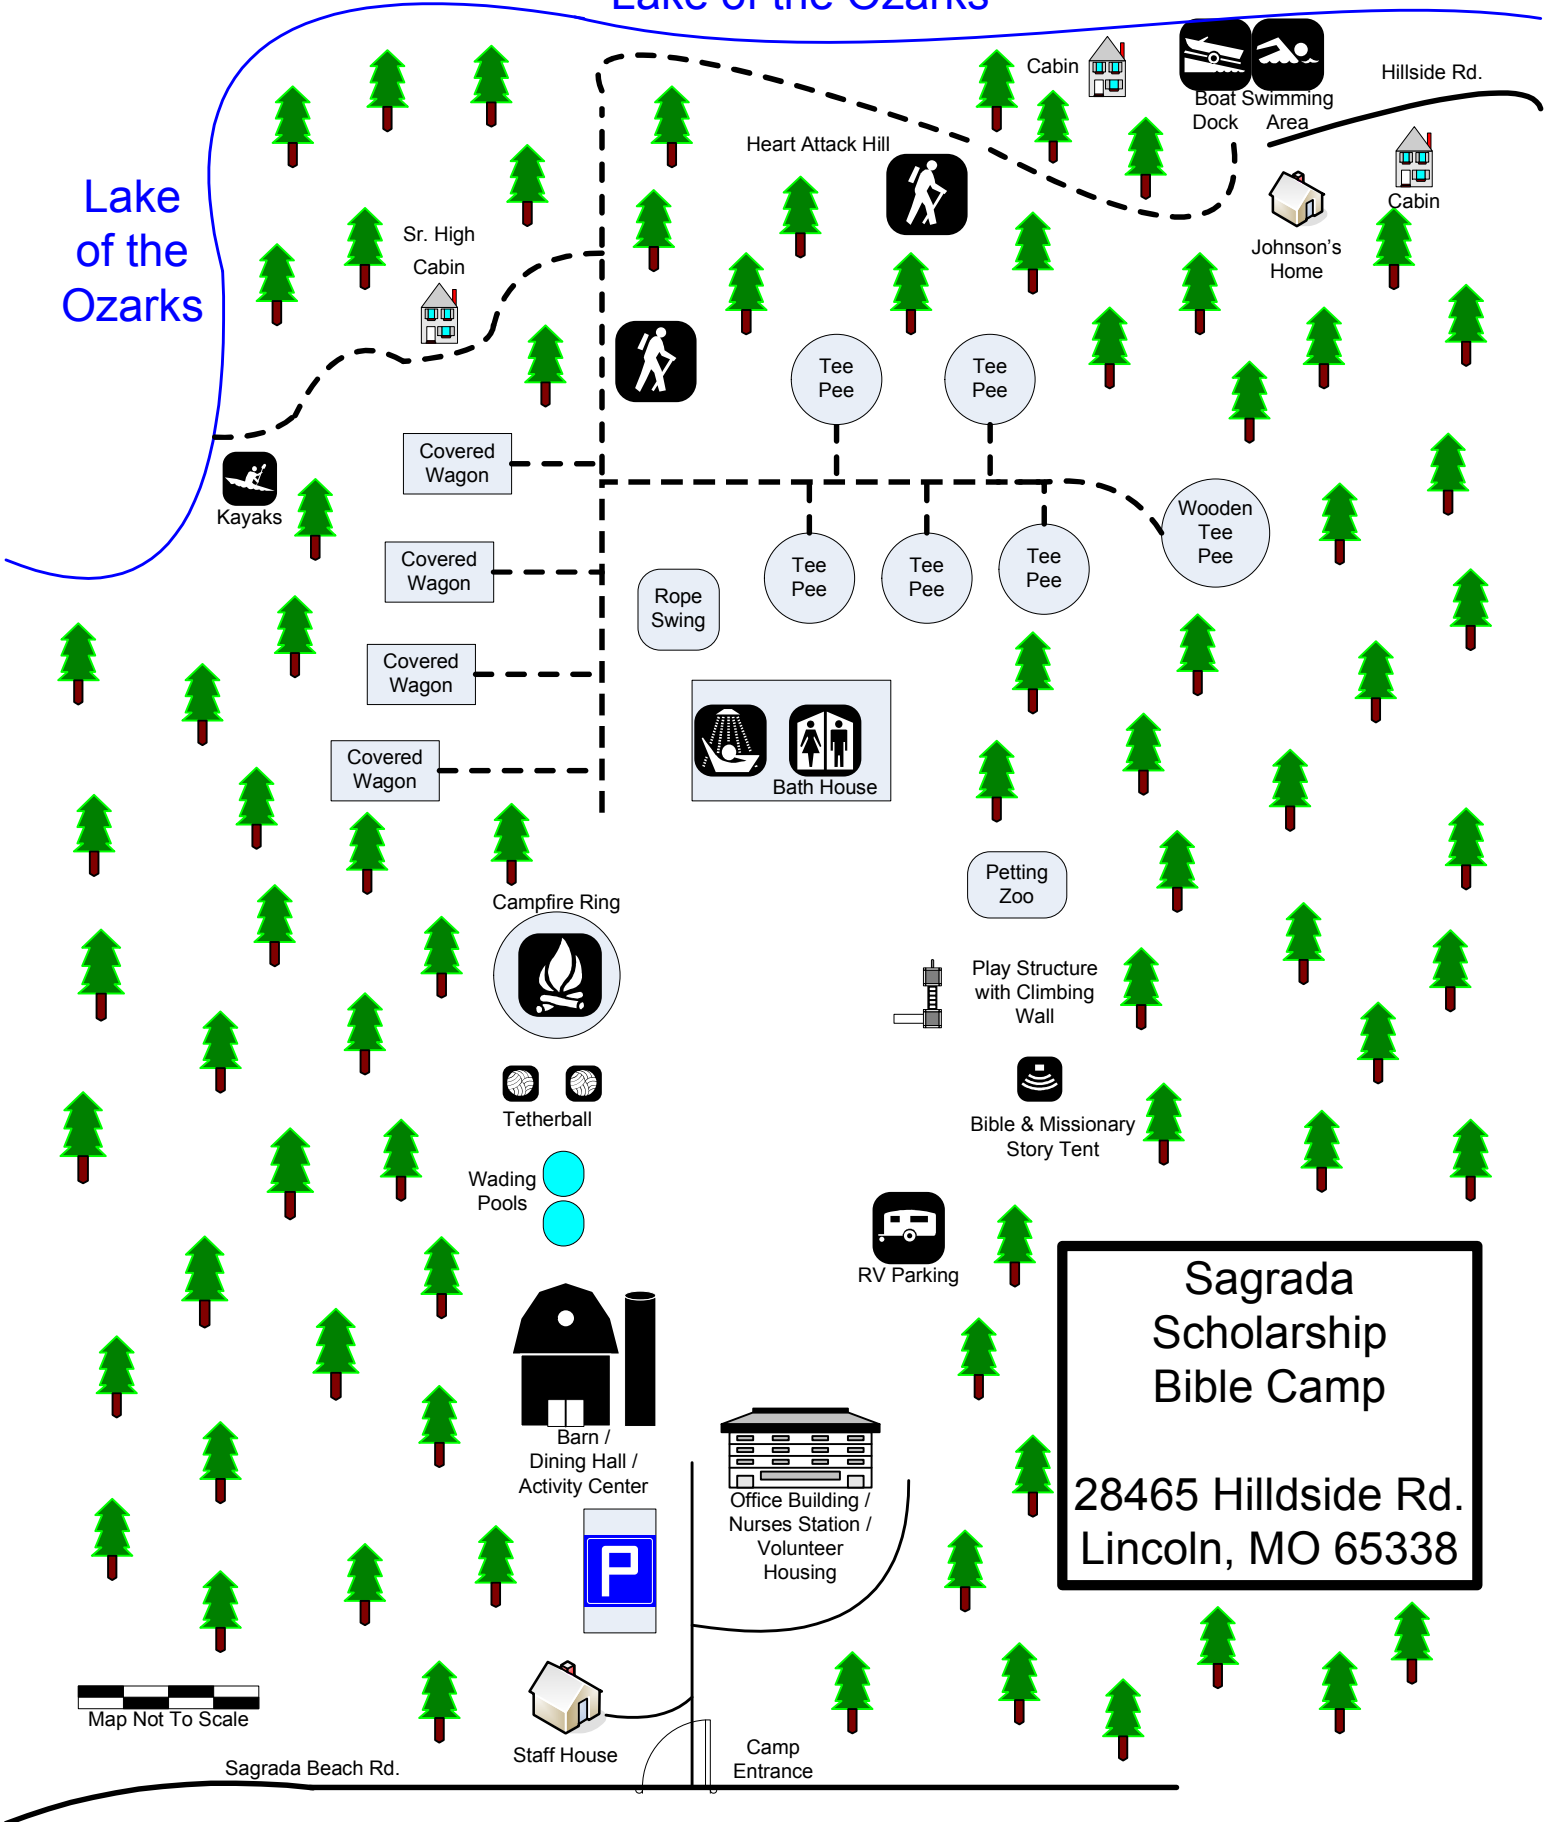 Lake of the Ozarks
Cabin
Boat
Dock
Swimming
Area
Hillside Rd.
Heart Attack Hill
Cabin
Lake
of the
Ozarks
Sr. High
Cabin
Johnson's
Home
Tee
Pee
Tee
Pee
Covered
Wagon
Kayaks
Wooden
Tee
Pee
Covered
Wagon
Rope
Swing
Tee
Pee
Tee
Pee
Tee
Pee
Covered
Wagon
Covered
Wagon
Bath House
Petting
Zoo
Campfire Ring
Play Structure
with Climbing
Wall
Tetherball
Bible & Missionary
Story Tent
Wading
Pools
RV Parking
Sagrada
Scholarship
Bible Camp
28465 Hilldside Rd.
Lincoln, MO 65338
Barn /
Dining Hall /
Activity Center
Office Building /
Nurses Station /
Volunteer
Housing
P
Map Not To Scale
Staff House
Camp
Entrance
Sagrada Beach Rd.